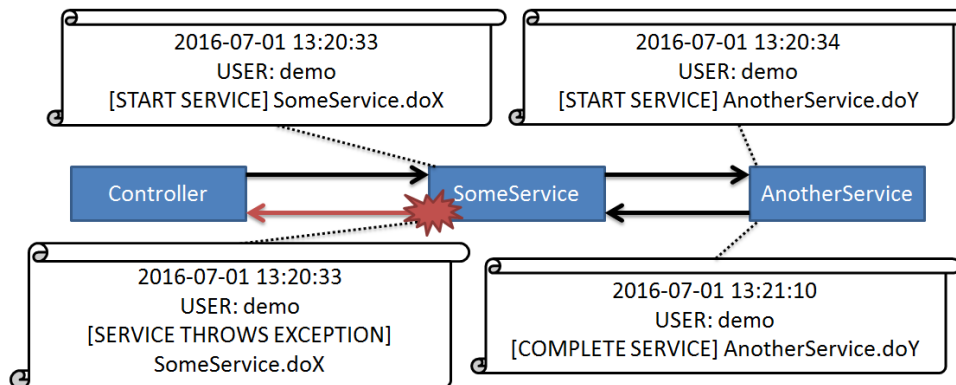 2016-07-01 13:20:33
USER: demo
[START SERVICE] SomeService.doX
2016-07-01 13:20:34
USER: demo
[START SERVICE] AnotherService.doY
Controller
SomeService
AnotherService
2016-07-01 13:20:33
USER: demo
[SERVICE THROWS EXCEPTION]
SomeService.doX
2016-07-01 13:21:10
USER: demo
[COMPLETE SERVICE] AnotherService.doY